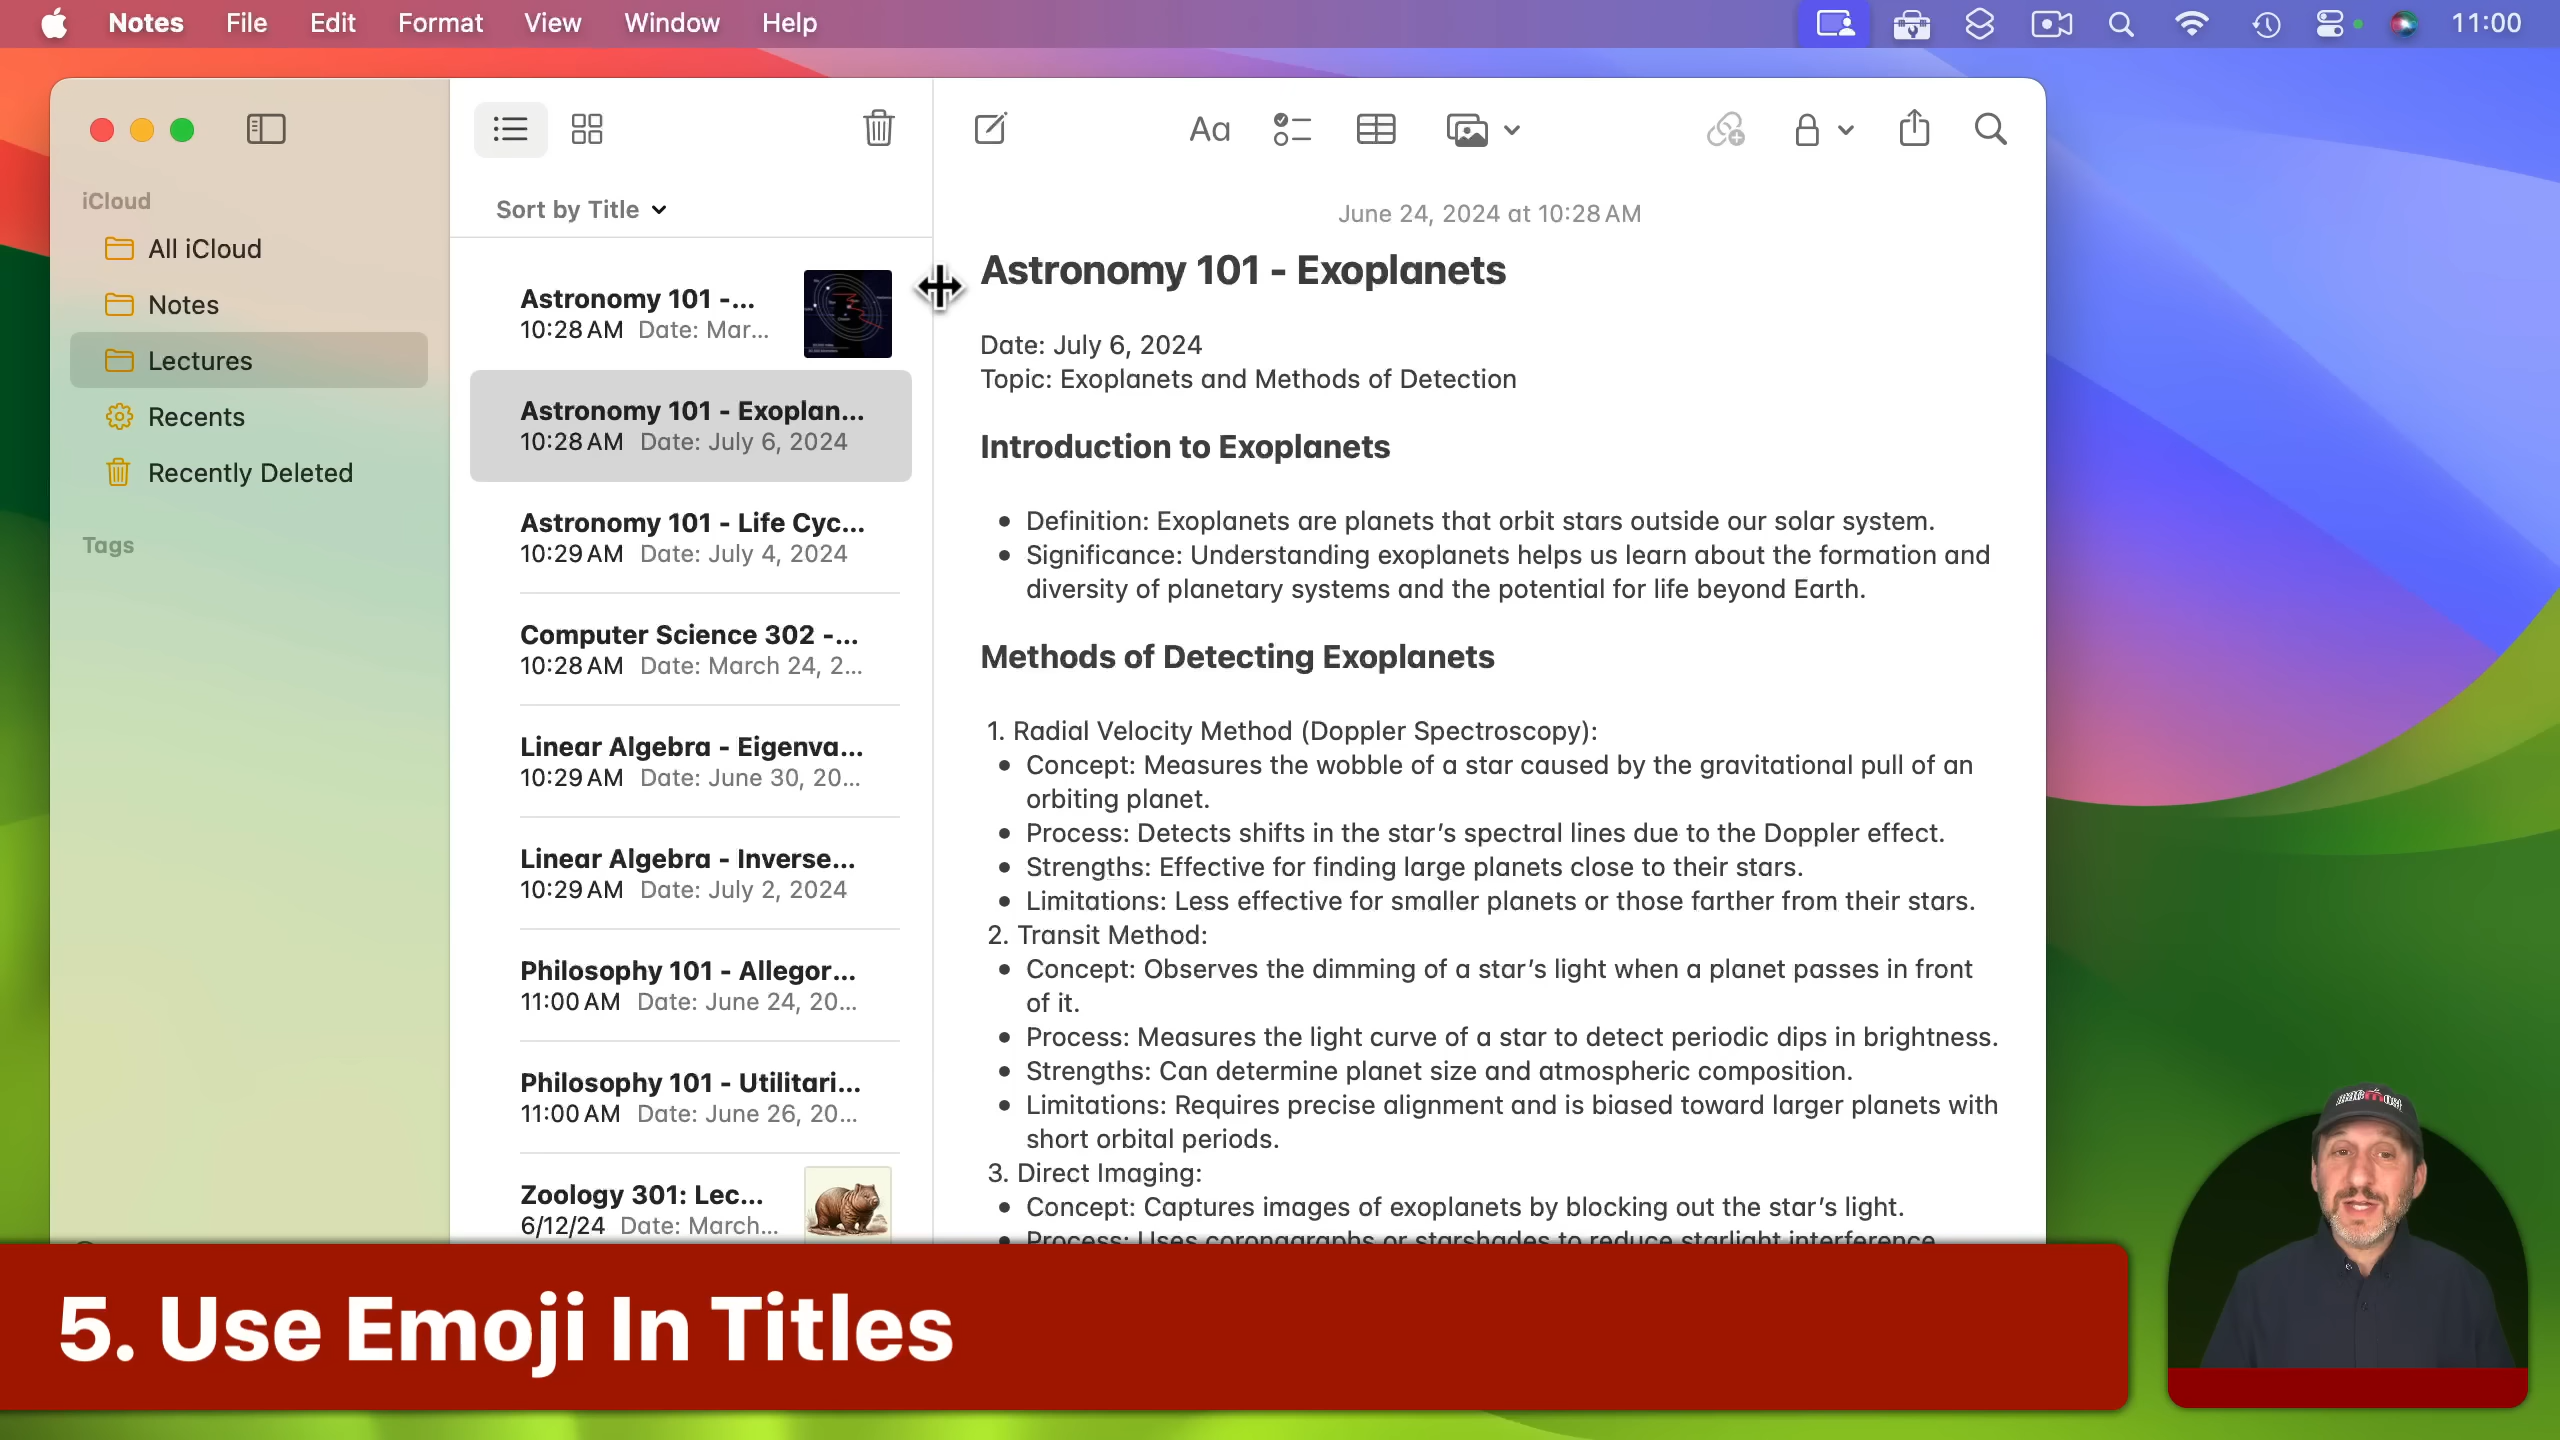 Notes File Edit Format View Window Help 11:00
iCloud
All iCloud
Notes
Lectures
Recents
Recently Deleted
Tags
Sort by Title
Astronomy 101 -...
10:28 AM Date: Mar...
Astronomy 101 - Exoplan...
10:28 AM Date: July 6, 2024
Astronomy 101 - Life Cyc...
10:29 AM Date: July 4, 2024
Computer Science 302 -...
10:28 AM Date: March 24, 2...
Linear Algebra - Eigenva...
10:29 AM Date: June 30, 20...
Linear Algebra - Inverse...
10:29 AM Date: July 2, 2024
Philosophy 101 - Allegor...
11:00 AM Date: June 24, 20...
Philosophy 101 - Utilitari...
11:00 AM Date: June 26, 20...
Zoology 301: Lec...
6/12/24 Date: March...
Aa
June 24, 2024 at 10:28 AM
Astronomy 101 - Exoplanets
Date: July 6, 2024
Topic: Exoplanets and Methods of Detection
Introduction to Exoplanets
• Definition: Exoplanets are planets that orbit stars outside our solar system.
• Significance: Understanding exoplanets helps us learn about the formation and
diversity of planetary systems and the potential for life beyond Earth.
Methods of Detecting Exoplanets
1. Radial Velocity Method (Doppler Spectroscopy):
• Concept: Measures the wobble of a star caused by the gravitational pull of an
orbiting planet.
• Process: Detects shifts in the star's spectral lines due to the Doppler effect.
• Strengths: Effective for finding large planets close to their stars.
• Limitations: Less effective for smaller planets or those farther from their stars.
2. Transit Method:
• Concept: Observes the dimming of a star's light when a planet passes in front
of it.
• Process: Measures the light curve of a star to detect periodic dips in brightness.
• Strengths: Can determine planet size and atmospheric composition.
• Limitations: Requires precise alignment and is biased toward larger planets with
short orbital periods.
3. Direct Imaging:
• Concept: Captures images of exoplanets by blocking out the star's light.
• Process: Uses coronagraphs or starshades to reduce starlight interference
5. Use Emoji In Titles
macmost